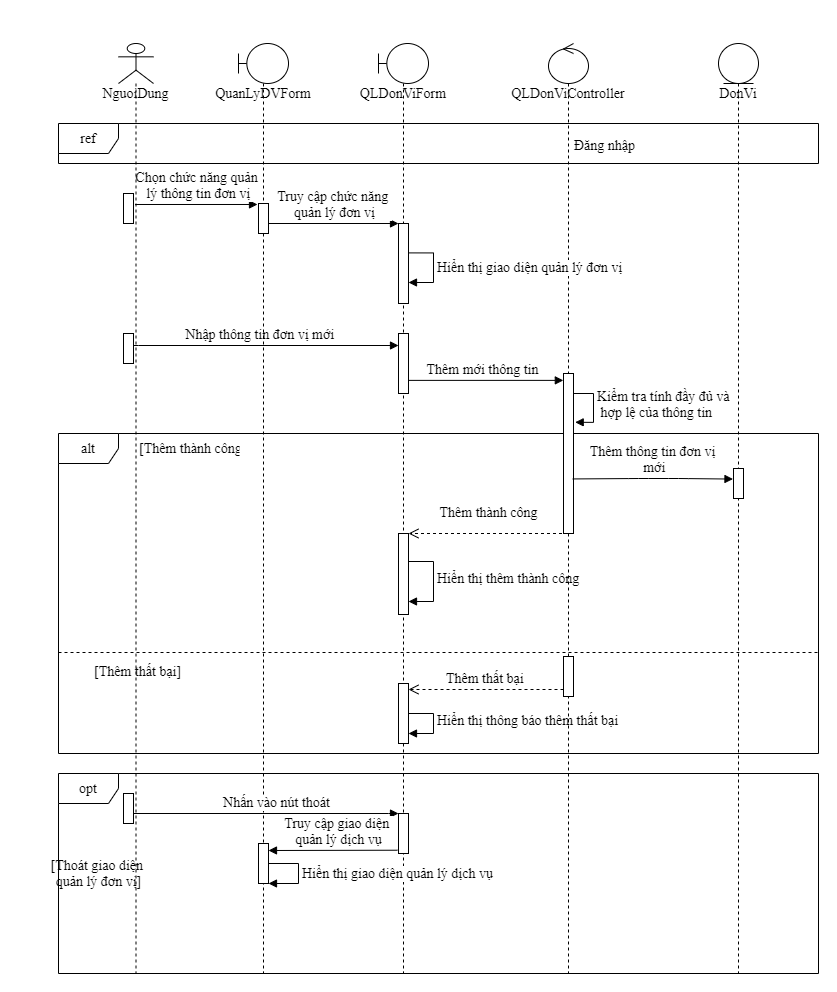 NguoiDung
QuanLyDVForm
QLDonViForm
QLDonViController
DonVi
ref
Đăng nhập
Chọn chức năng quản
lý thông tin đơn vị
Truy cập chức năng
quản lý đơn vị
Hiển thị giao diện quản lý đơn vị
Nhập thông tin đơn vị mới
Thêm mới thông tin
Kiểm tra tính đầy đủ và
hợp lệ của thông tin
alt
[Thêm thành công
Thêm thông tin đơn vị
mới
Thêm thành công
Hiển thị thêm thành công
[Thêm thất bại]
Thêm thất bại
Hiển thị thông báo thêm thất bại
opt
Nhấn vào nút thoát
Truy cập giao diện
quản lý dịch vụ
[Thoát giao diện
quản lý đơn vị]
Hiển thị giao diện quản lý dịch vụ